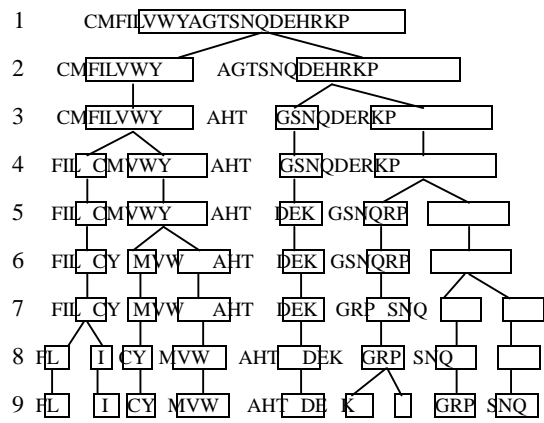 1 CMFILVWYAGTSNQDEHRKP
2 CMFILVWY AGTSNQDEHRKP
3 CMFILVWY AHT GSNQDERKP
4 FIL CMVWY AHT GSNQDERKP
5 FIL CMVWY AHT DEK GSNQRP
6 FIL CY MVW AHT DEK GSNQRP
7 FIL CY MVW AHT DEK GRP SNQ
8 FL I CY MVW AHT DEK GRP SNQ
9 FL I CY MVW AHT DE K GRP SNQ